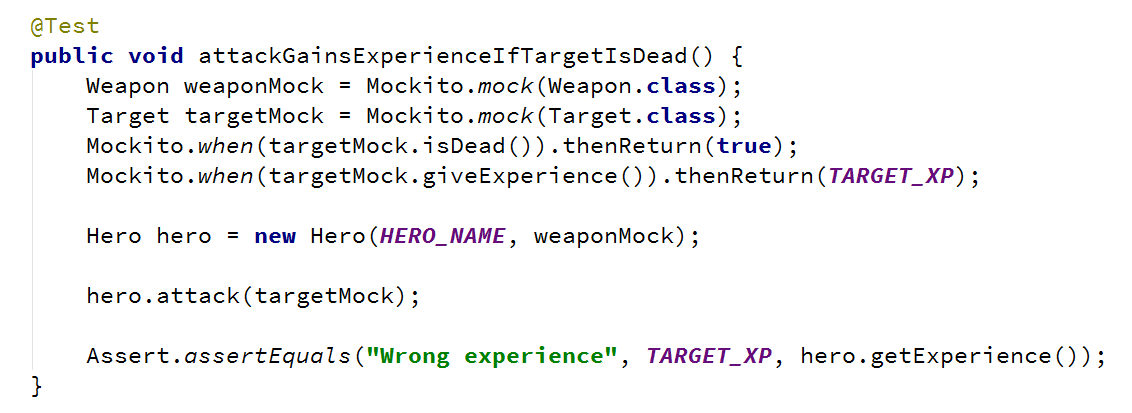 @Test
public void attackGainsExperienceIfTargetIsDead() {
    Weapon weaponMock = Mockito.mock(Weapon.class);
    Target targetMock = Mockito.mock(Target.class);
    Mockito.when(targetMock.isDead()).thenReturn(true);
    Mockito.when(targetMock.giveExperience()).thenReturn(TARGET_XP);

    Hero hero = new Hero(HERO_NAME, weaponMock);

    hero.attack(targetMock);

    Assert.assertEquals("Wrong experience", TARGET_XP, hero.getExperience());
}